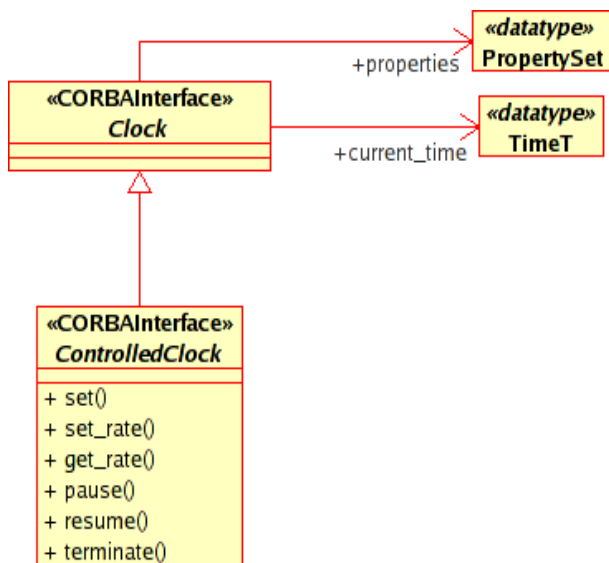 «datatype»
PropertySet
+properties
«CORBAInterface»
Clock
«datatype»
TimeT
+current_time
«CORBAInterface»
ControlledClock
+ set()
+ set_rate()
+ get_rate()
+ pause()
+ resume()
+ terminate()